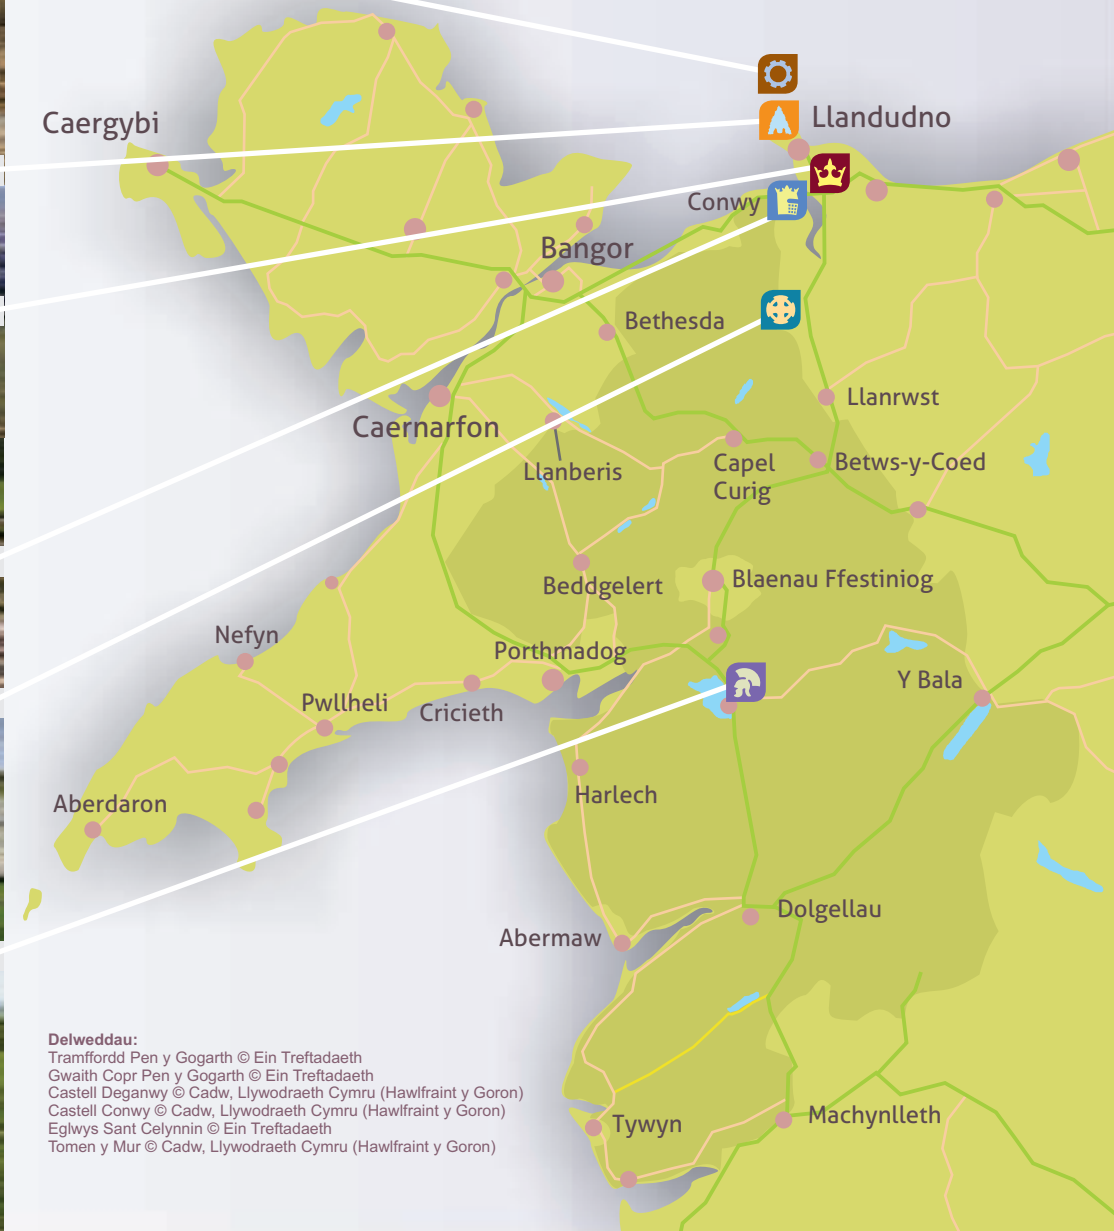 Caergybi
Llandudno
Conwy
Bangor
Bethesda
Llanrwst
Caernarfon
Llanberis
Capel
Curig
Betws-y-Coed
Beddgelert
Blaenau Ffestiniog
Nefyn
Porthmadog
Y Bala
Pwllheli
Cricieth
Aberdaron
Harlech
Dolgellau
Abermaw
Delweddau:
Tramffordd Pen y Gogarth © Ein Treftadaeth
Gwaith Copr Pen y Gogarth © Ein Treftadaeth
Castell Deganwy © Cadw, Llywodraeth Cymru (Hawlfraint y Goron)
Castell Conwy © Cadw, Llywodraeth Cymru (Hawlfraint y Goron)
Eglwys Sant Celynnin © Ein Treftadaeth
Tomen y Mur © Cadw, Llywodraeth Cymru (Hawlfraint y Goron)
Tywyn
Machynlleth